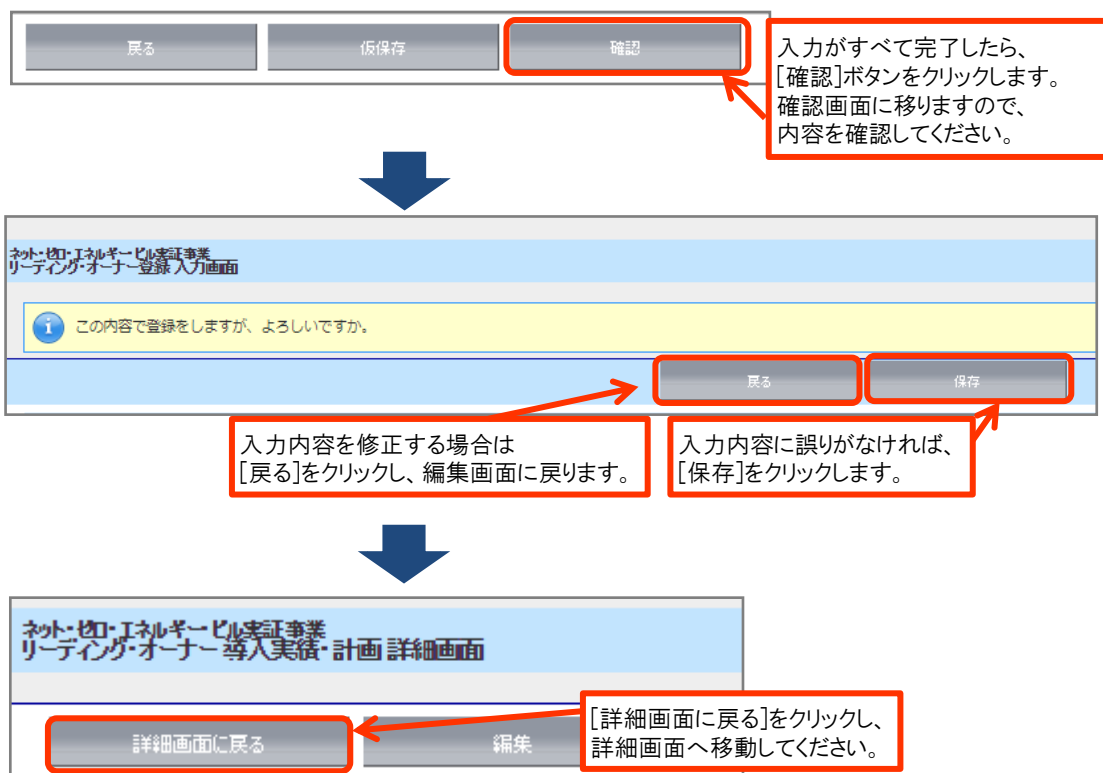 戻る
仮保存
確認
入力がすべて完了したら、
[確認]ボタンをクリックします。
確認画面に移りますので、
内容を確認してください。
ネット・ゼロ・エネルギービル実証事業
リーディング・オーナー登録 入力画面
この内容で登録をしますが、よろしいですか。
戻る
保存
入力内容を修正する場合は
[戻る]をクリックし、編集画面に戻ります。
入力内容に誤りがなければ、
[保存]をクリックします。
ネット・ゼロ・エネルギービル実証事業
リーディング・オーナー 導入実績・計画 詳細画面
詳細画面に戻る
編集
[詳細画面に戻る]をクリックし、
詳細画面へ移動してください。